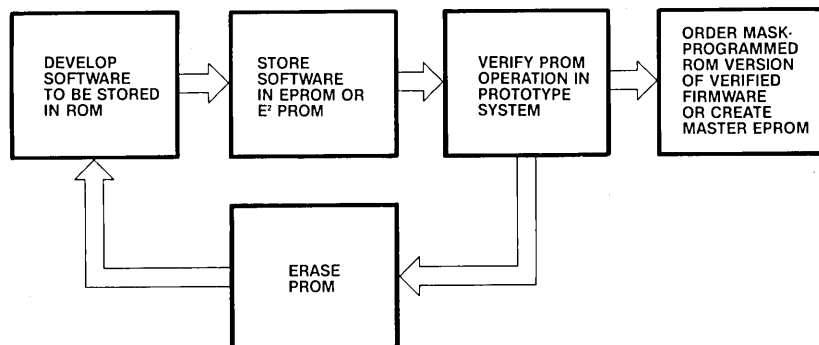 DEVELOP
SOFTWARE
TO BE STORED
IN ROM
STORE
SOFTWARE
IN EPROM OR
E² PROM
VERIFY PROM
OPERATION IN
PROTOTYPE
SYSTEM
ORDER MASK-
PROGRAMMED
ROM VERSION
OF VERIFIED
FIRMWARE
OR CREATE
MASTER EPROM
ERASE
PROM